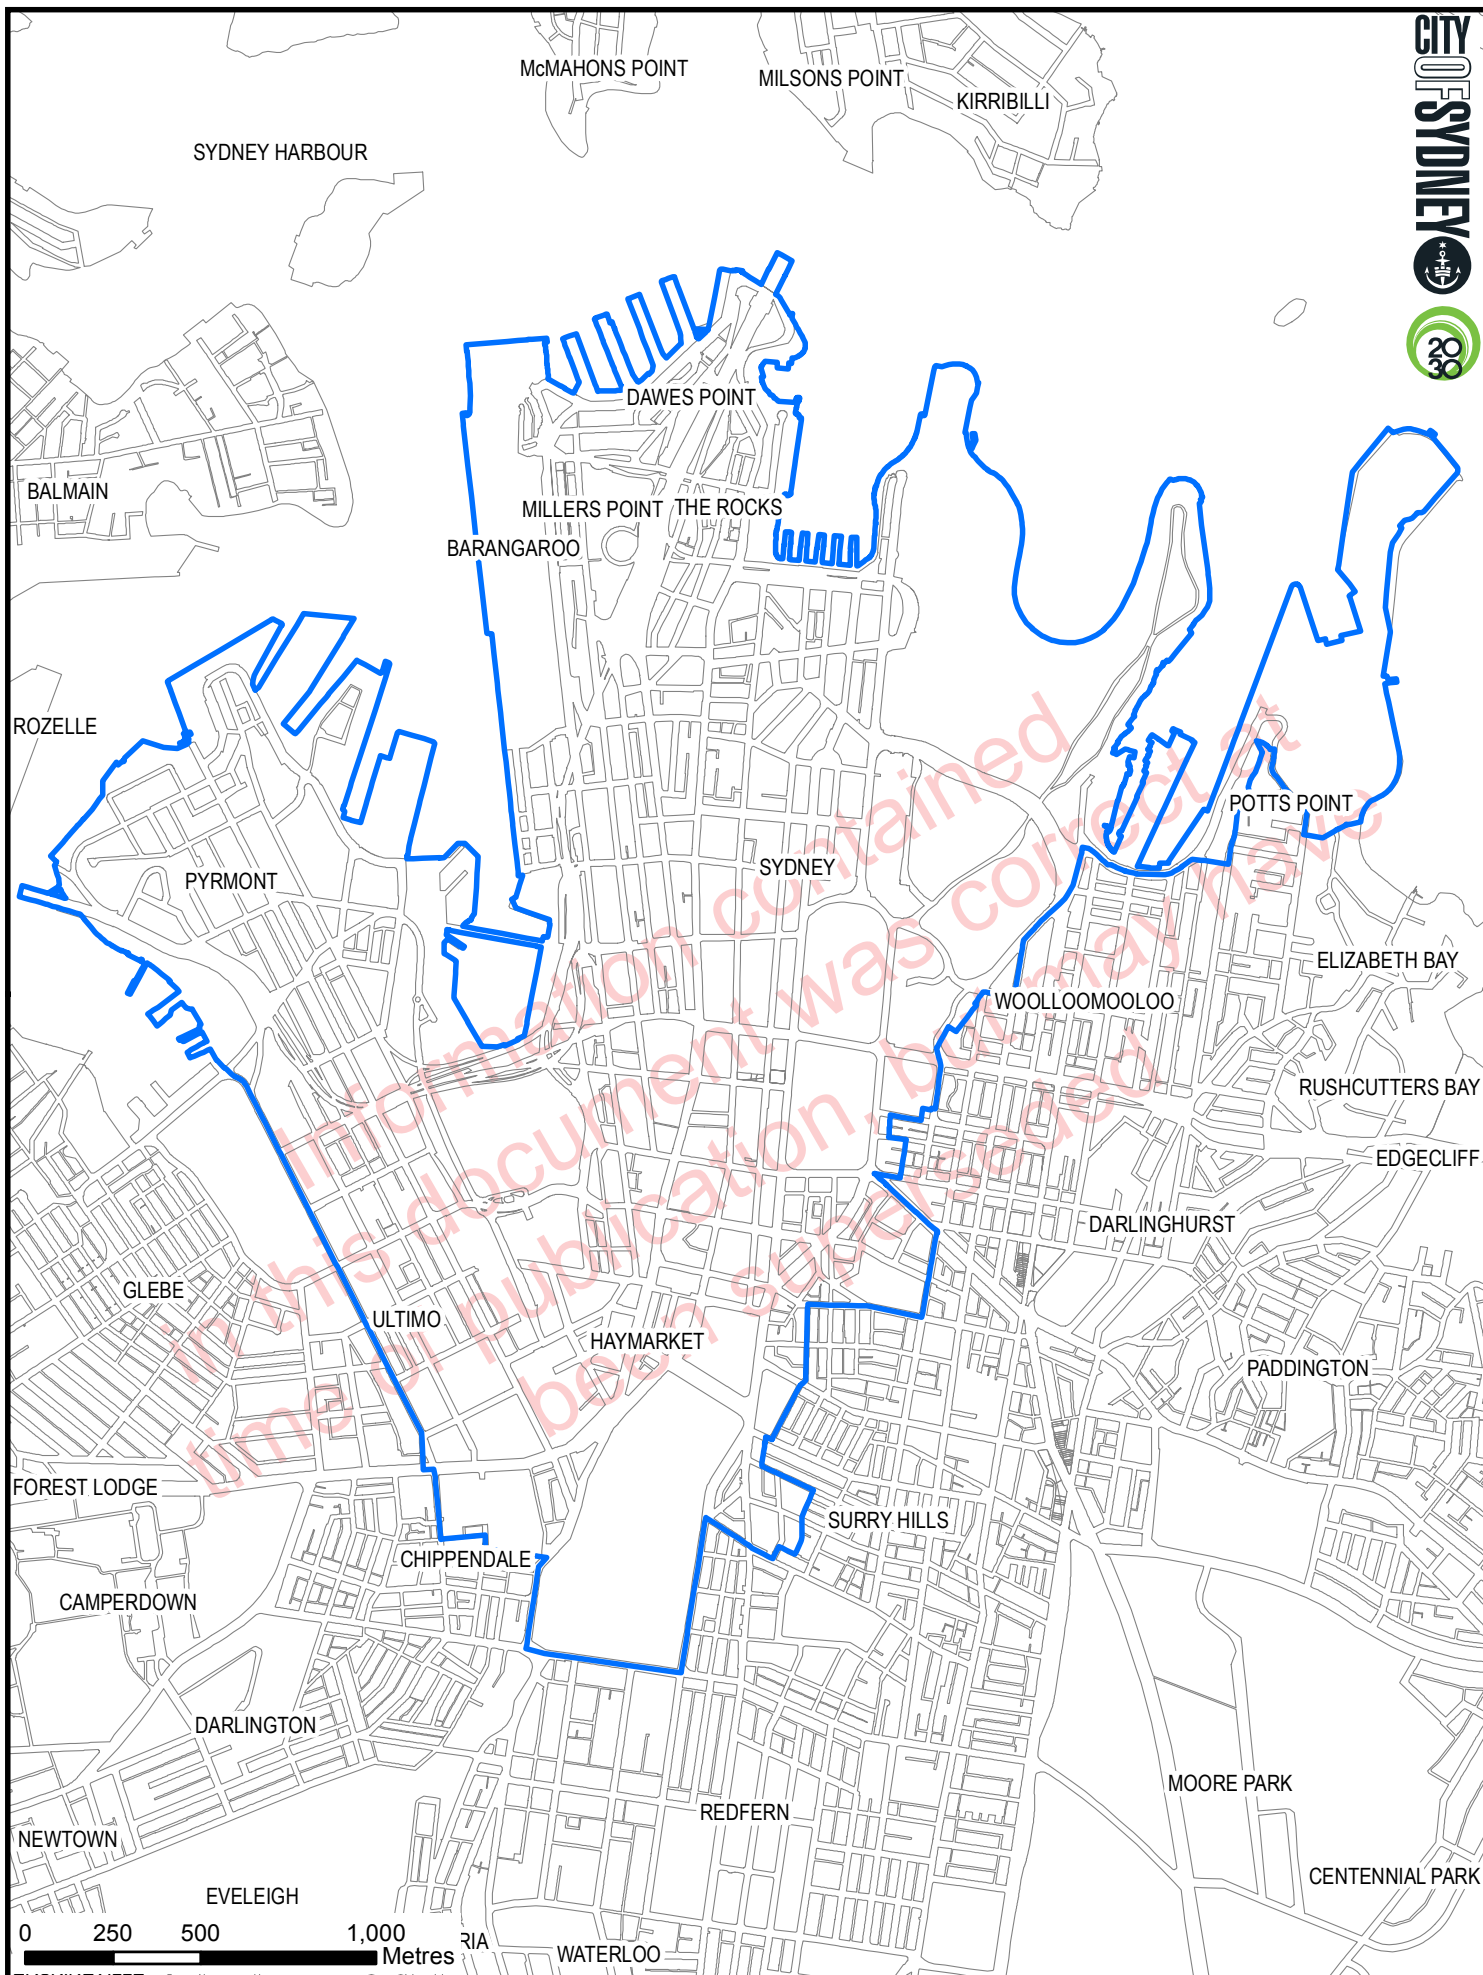 CITY OF SYDNEY
2030
McMAHONS POINT
MILSONS POINT
KIRRIBILLI
SYDNEY HARBOUR
DAWES POINT
BALMAIN
MILLERS POINT
THE ROCKS
BARANGAROO
ROZELLE
POTTS POINT
SYDNEY
PYRMONT
ELIZABETH BAY
WOOLLOOMOOLOO
RUSHCUTTERS BAY
EDGECLIFF
DARLINGHURST
GLEBE
ULTIMO
HAYMARKET
PADDINGTON
FOREST LODGE
SURRY HILLS
CHIPPENDALE
CAMPERDOWN
DARLINGTON
MOORE PARK
REDFERN
NEWTOWN
CENTENNIAL PARK
EVELEIGH
WATERLOO
RIA
0 250 500 1,000
Metres
Information contained
in this document was correct at
time of publication, but may have
been superseded